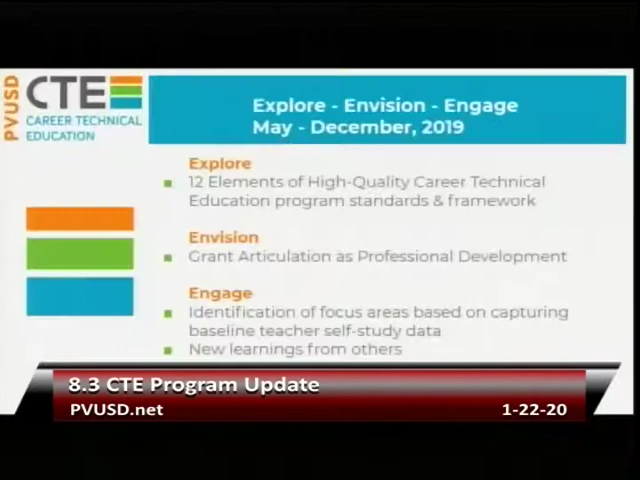 PVUSD
CTE
CAREER TECHNICAL
EDUCATION
Explore - Envision - Engage
May - December, 2019
Explore
12 Elements of High-Quality Career Technical
Education program standards & framework
Envision
Grant Articulation as Professional Development
Engage
Identification of focus areas based on capturing
baseline teacher self-study data
New learnings from others
8.3 CTE Program Update
PVUSD.net 1-22-20